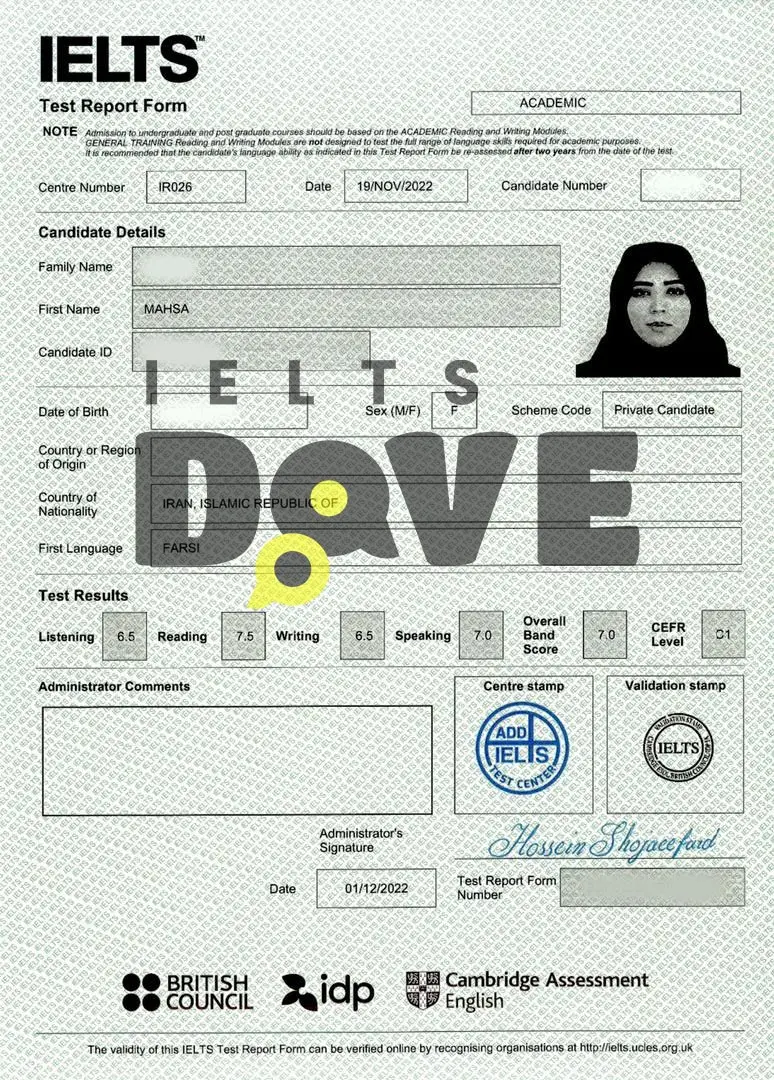 IELTS™
Test Report Form
ACADEMIC
NOTE Admission to undergraduate and post graduate courses should be based on the ACADEMIC Reading and Writing Modules.
GENERAL TRAINING Reading and Writing Modules are not designed to test the full range of language skills required for academic purposes.
It is recommended that the candidate's language ability as indicated in this Test Report Form be re-assessed after two years from the date of the test.
Centre Number IR026 Date 19/NOV/2022 Candidate Number
Candidate Details
Family Name
First Name MAHSA
Candidate ID
IELTS
Date of Birth Sex (M/F) F Scheme Code Private Candidate
Country or Region
of Origin
DAVE
Country of
Nationality IRAN, ISLAMIC REPUBLIC OF
First Language FARSI
Test Results
Listening 6.5 Reading 7.5 Writing 6.5 Speaking 7.0 Overall Band Score 7.0 CEFR Level C1
Administrator Comments
Centre stamp
Validation stamp
ADD
IELTS
TEST CENTER
VALIDATION STAMP
IELTS
Administrator's
Signature
Hossein Shojaeefard
Date 01/12/2022
Test Report Form
Number
BRITISH
COUNCIL
idp
Cambridge Assessment
English
The validity of this IELTS Test Report Form can be verified online by recognising organisations at http://ielts.ucles.org.uk